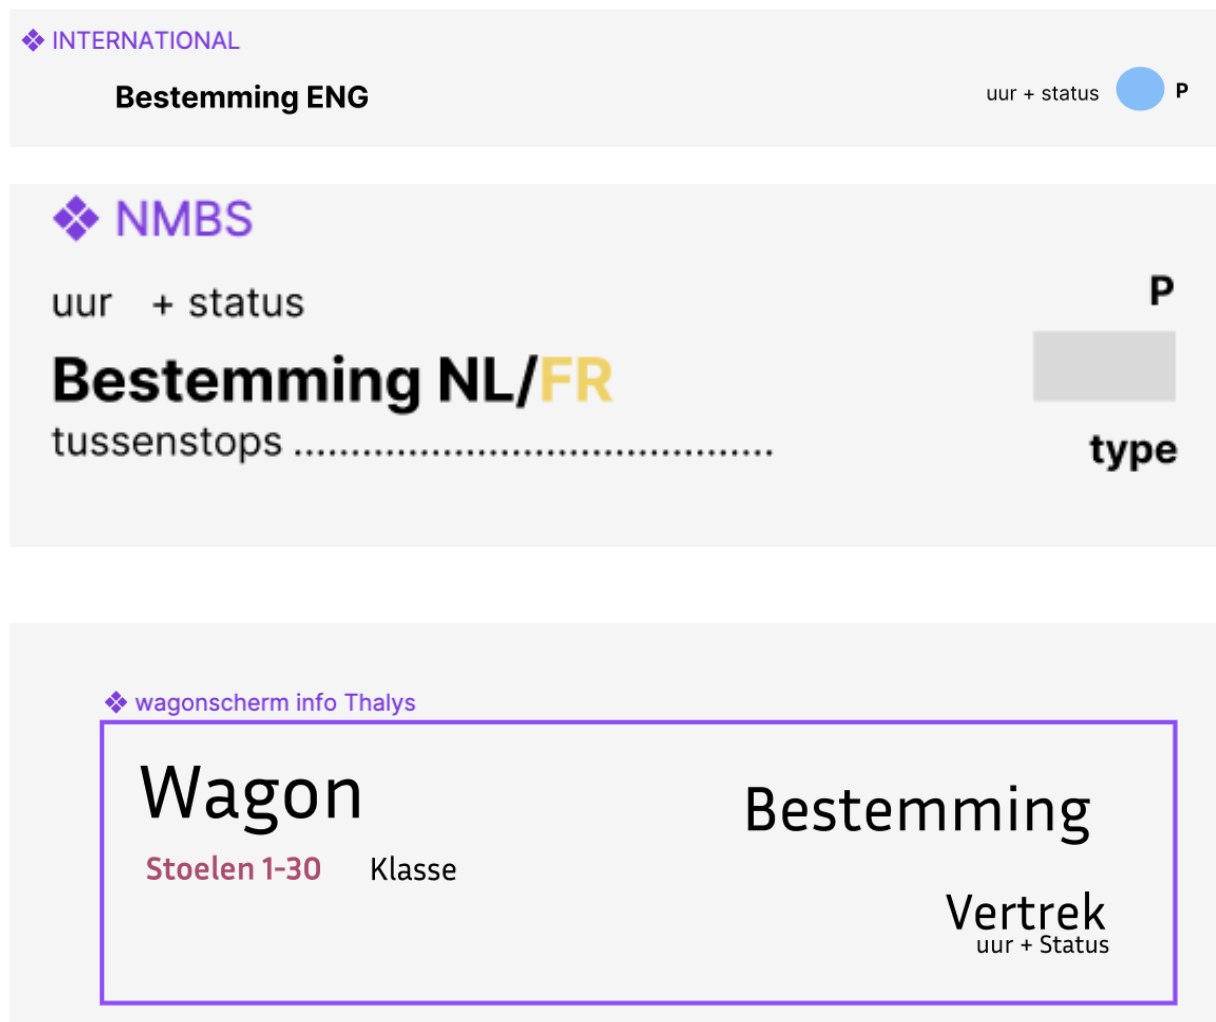 INTERNATIONAL
Bestemming ENG
uur + status P
NMBS
uur + status
P
Bestemming NL/FR
tussenstops ..........................................
type
wagonscherm info Thalys
Wagon
Bestemming
Stoelen 1-30 Klasse
Vertrek
uur + Status